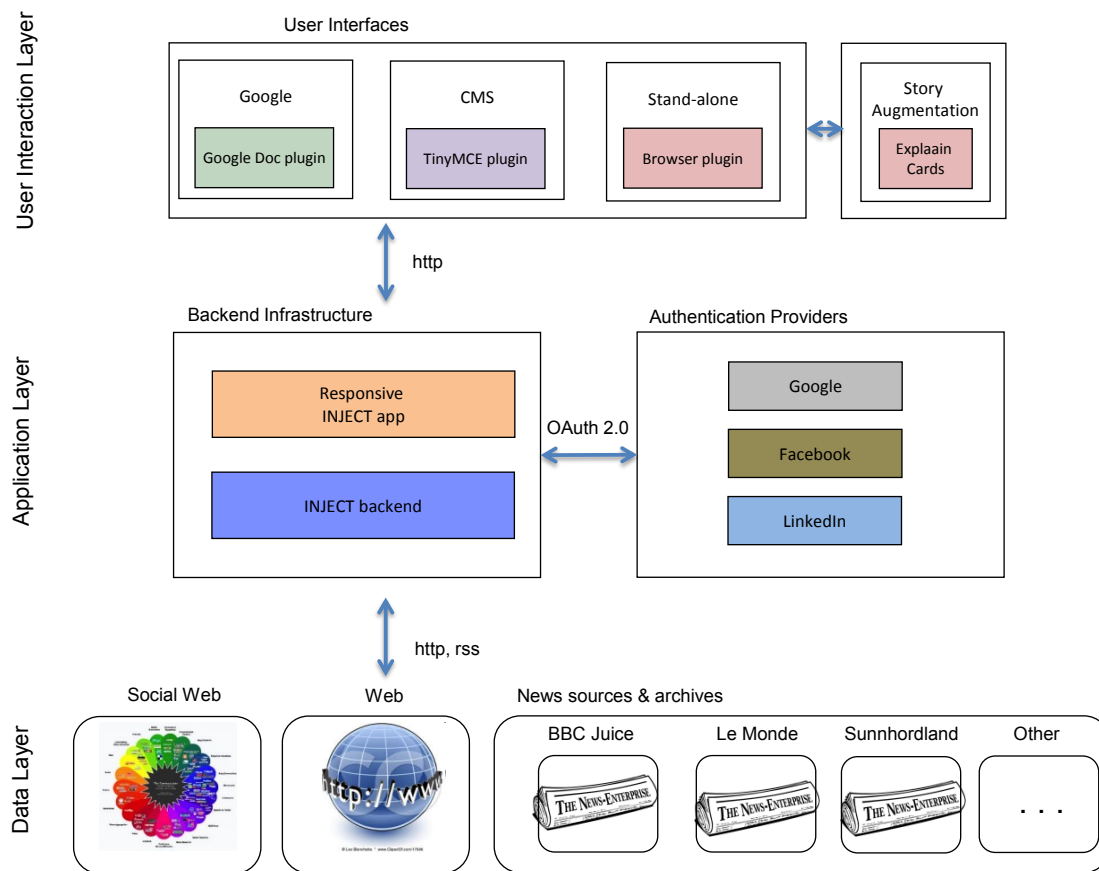 User Interaction Layer
User Interfaces
Google
Google Doc plugin
CMS
TinyMCE plugin
Stand-alone
Browser plugin
Story
Augmentation
Explaain
Cards
http
Application Layer
Backend Infrastructure
Responsive
INJECT app
INJECT backend
OAuth 2.0
Authentication Providers
Google
Facebook
LinkedIn
http, rss
Data Layer
Social Web
Web
http://www
News sources & archives
BBC Juice
THE NEWS-ENTERPRISE
Le Monde
THE NEWS-ENTERPRISE
Sunnhordland
THE NEWS-ENTERPRISE
Other
. . .